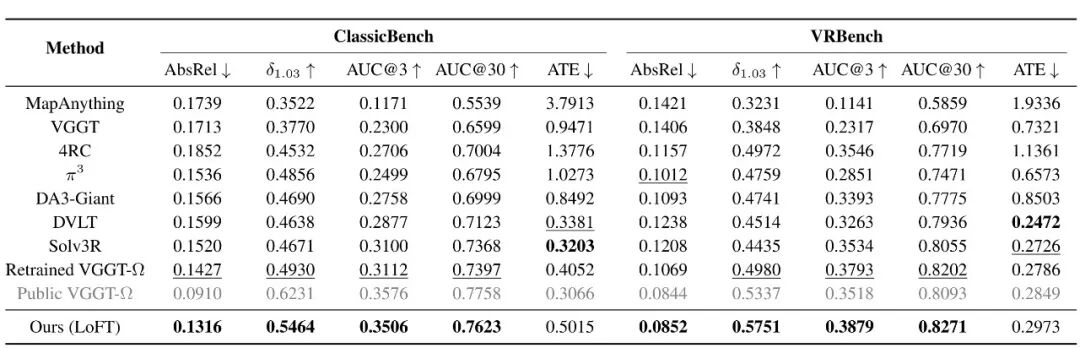 Method ClassicBench VRBench
AbsRel ↓ δ1.03 ↑ AUC@3 ↑ AUC@30 ↑ ATE ↓ AbsRel ↓ δ1.03 ↑ AUC@3 ↑ AUC@30 ↑ ATE ↓
MapAnything 0.1739 0.3522 0.1171 0.5539 3.7913 0.1421 0.3231 0.1141 0.5859 1.9336
VGGT 0.1713 0.3770 0.2300 0.6599 0.9471 0.1406 0.3848 0.2317 0.6970 0.7321
4RC 0.1852 0.4532 0.2706 0.7004 1.3776 0.1157 0.4972 0.3546 0.7719 1.1361
π³ 0.1536 0.4856 0.2499 0.6795 1.0273 0.1012 0.4759 0.2851 0.7471 0.6573
DA3-Giant 0.1566 0.4690 0.2758 0.6999 0.8492 0.1093 0.4741 0.3393 0.7775 0.8503
DVLT 0.1599 0.4638 0.2877 0.7123 0.3381 0.1238 0.4514 0.3263 0.7936 0.2472
Solv3R 0.1520 0.4671 0.3100 0.7368 0.3203 0.1208 0.4435 0.3534 0.8055 0.2726
Retrained VGGT-Ω 0.1427 0.4930 0.3112 0.7397 0.4052 0.1069 0.4980 0.3793 0.8202 0.2786
Public VGGT-Ω 0.0910 0.6231 0.3576 0.7758 0.3066 0.0844 0.5337 0.3518 0.8093 0.2849
Ours (LoFT) 0.1316 0.5464 0.3506 0.7623 0.5015 0.0852 0.5751 0.3879 0.8271 0.2973